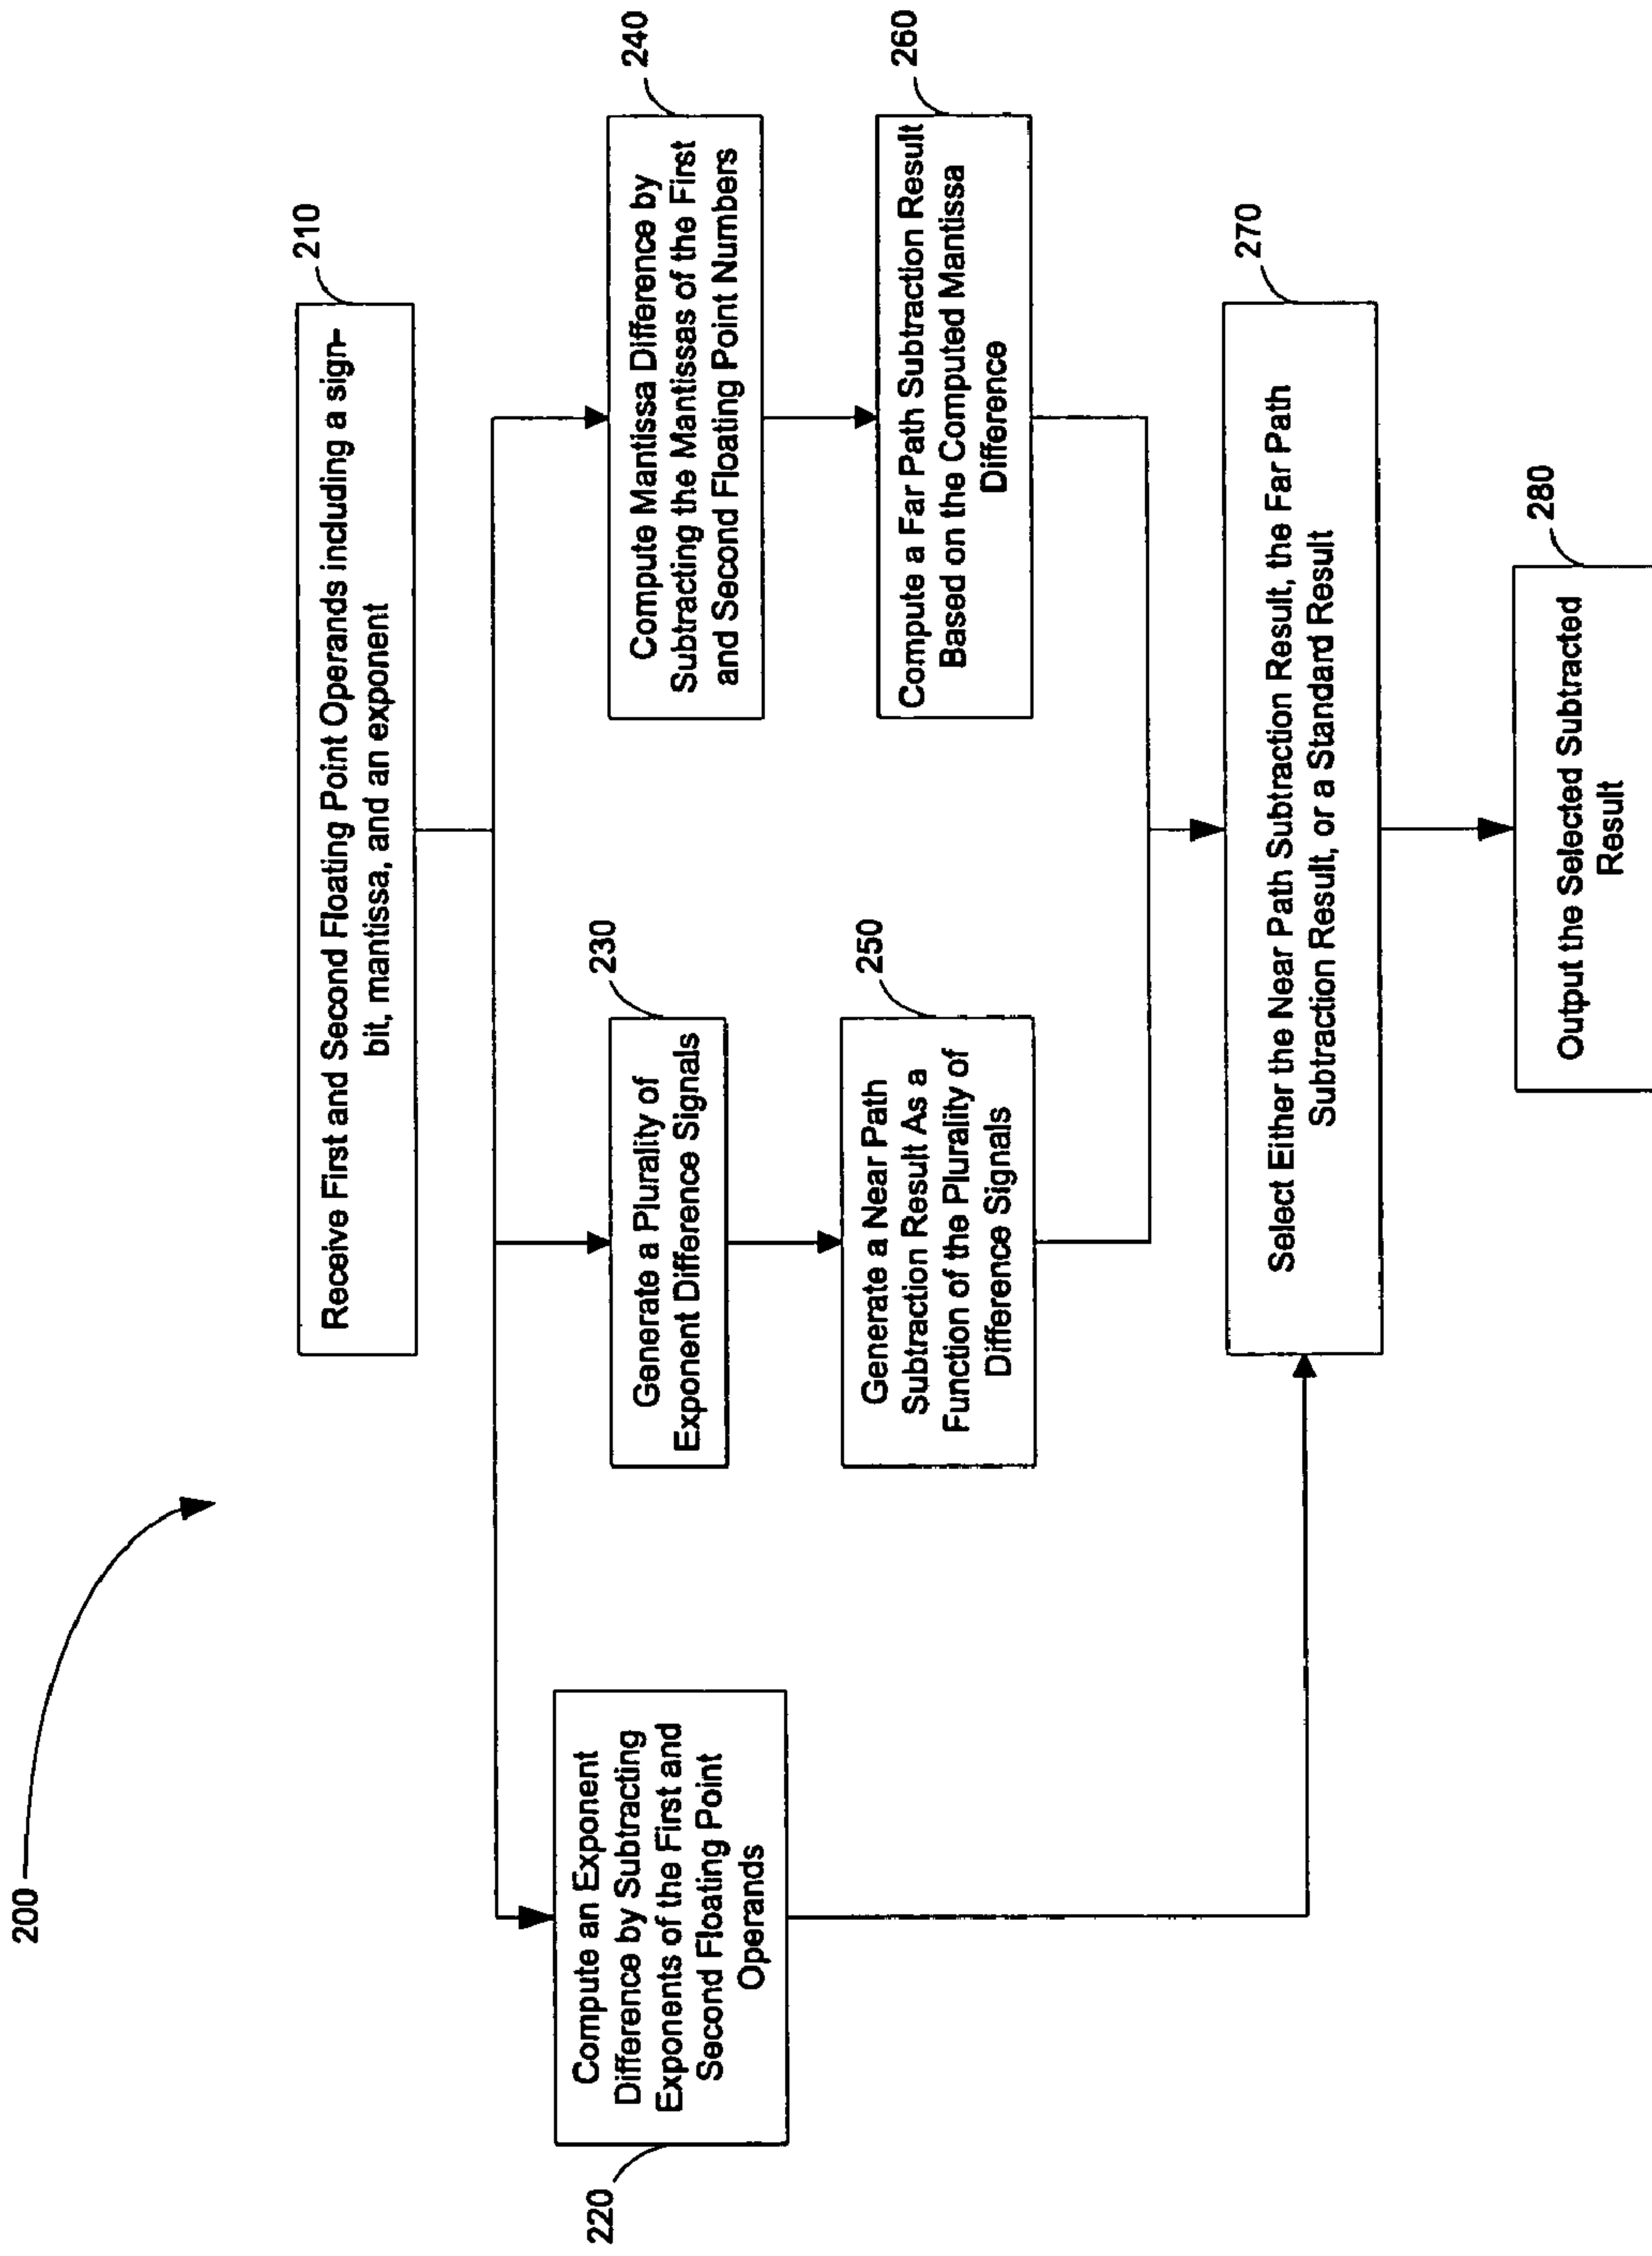 200
210
Receive First and Second Floating Point Operands including a sign-
bit, mantissa, and an exponent
220
Compute an Exponent
Difference by Subtracting
Exponents of the First and
Second Floating Point
Operands
230
Generate a Plurality of
Exponent Difference Signals
240
Compute Mantissa Difference by
Subtracting the Mantissas of the First
and Second Floating Point Numbers
250
Generate a Near Path
Subtraction Result As a
Function of the Plurality of
Difference Signals
260
Compute a Far Path Subtraction Result
Based on the Computed Mantissa
Difference
270
Select Either the Near Path Subtraction Result, the Far Path
Subtraction Result, or a Standard Result
280
Output the Selected Subtracted
Result